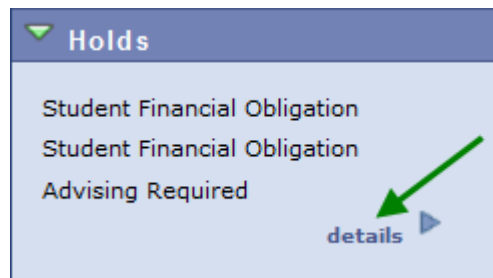 Holds
Student Financial Obligation
Student Financial Obligation
Advising Required
details